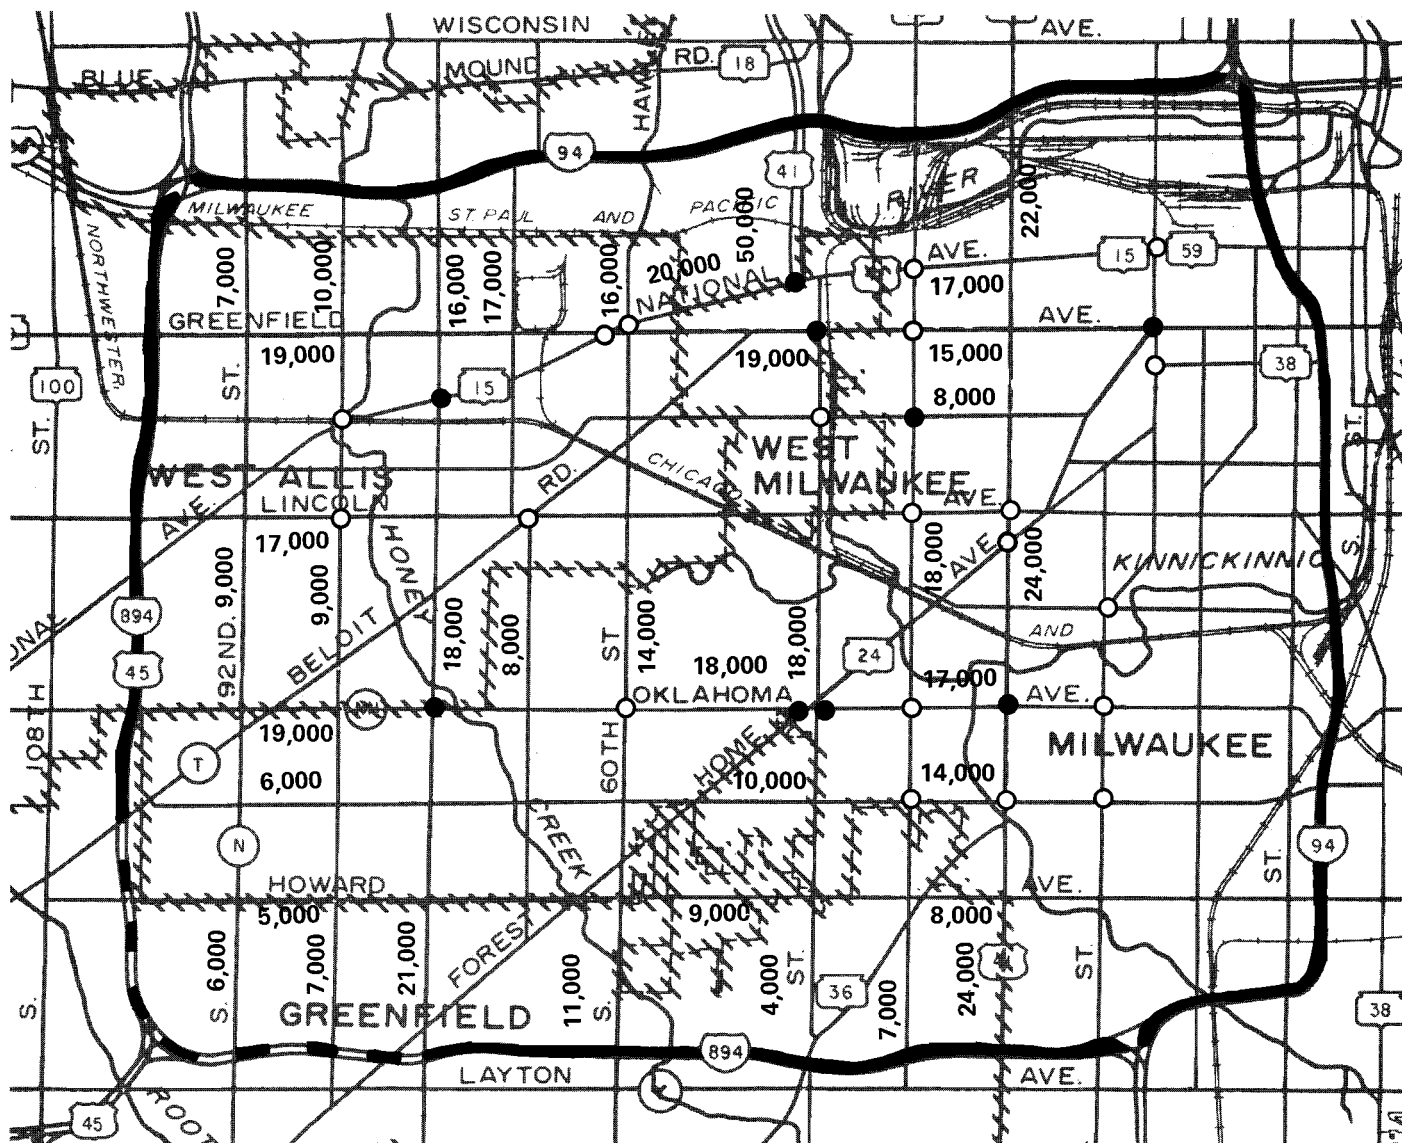 WISCONSIN
AVE.
BLUE
MOUND
RD.
18
94
41
MILWAUKEE
ST. PAUL
AND
PACIFIC
RIVER
22,000
50,000
17,000
10,000
16,000
17,000
16,000
20,000
NATIONAL
AVE.
15
59
17,000
NORTHWESTER
GREENFIELD
AVE.
19,000
19,000
15,000
38
100
ST.
15
8,000
ST.
ST.
WEST ALLIS
WEST
MILWAUKEE
CHICAGO
RD.
LINCOLN
AVE.
AVE.
17,000
HONEY
18,000
AVE.
24,000
KINNICKINNIC
S.
92ND.
9,000
9,000
894
45
ONAL
BELOIT
18,000
8,000
ST
14,000
18,000
18,000
24
AND
17,000
OKLAHOMA
AVE.
108TH
T
19,000
60TH
HOME
MILWAUKEE
6,000
10,000
14,000
N
CREEK
94
ST.
HOWARD
AVE.
5,000
9,000
8,000
6,000
7,000
21,000
FOREST
11,000
4,000
ST.
36
7,000
24,000
ST.
S.
S.
GREENFIELD
S.
38
894
LAYTON
AVE.
45
ROOT